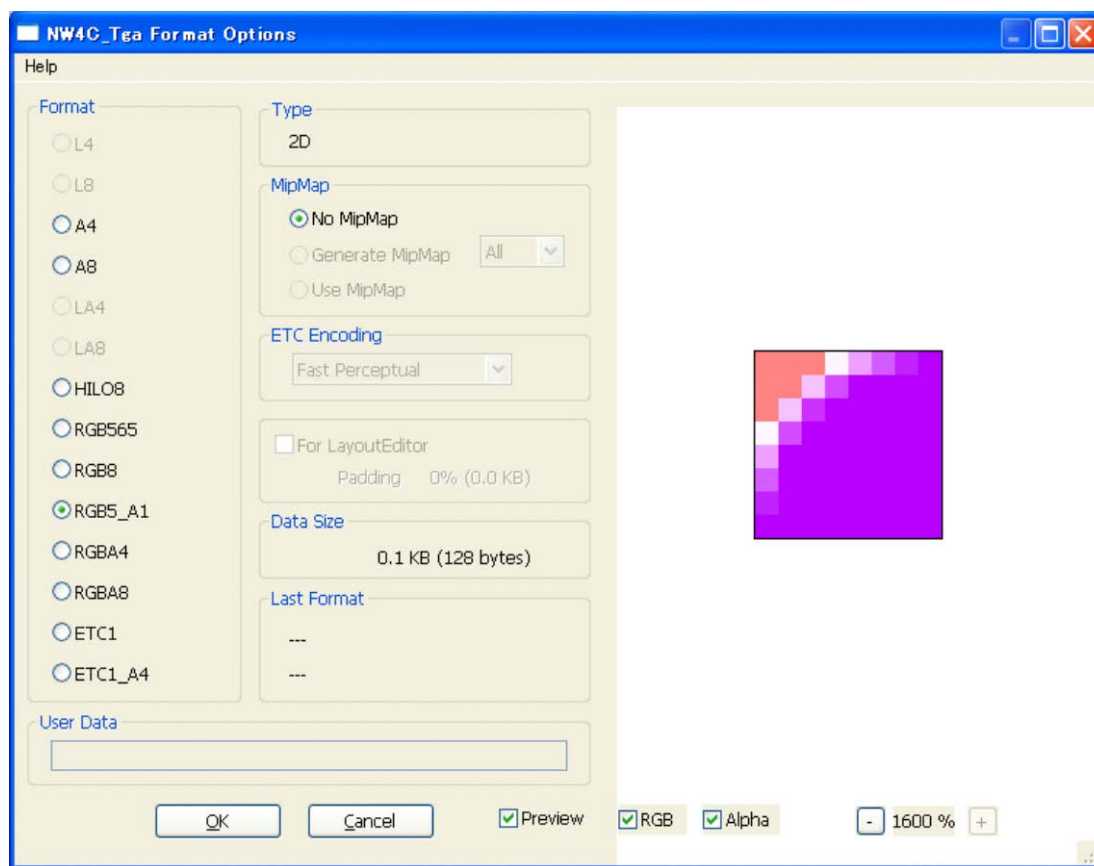 NW4C_Tga Format Options
Help
Format
L4
L8
A4
A8
LA4
LA8
HILO8
RGB565
RGB8
RGB5_A1
RGBA4
RGBA8
ETC1
ETC1_A4
Type
2D
MipMap
No MipMap
Generate MipMap All
Use MipMap
ETC Encoding
Fast Perceptual
For LayoutEditor
Padding 0% (0.0 KB)
Data Size
0.1 KB (128 bytes)
Last Format
---
---
User Data
OK Cancel Preview RGB Alpha - 1600 % +